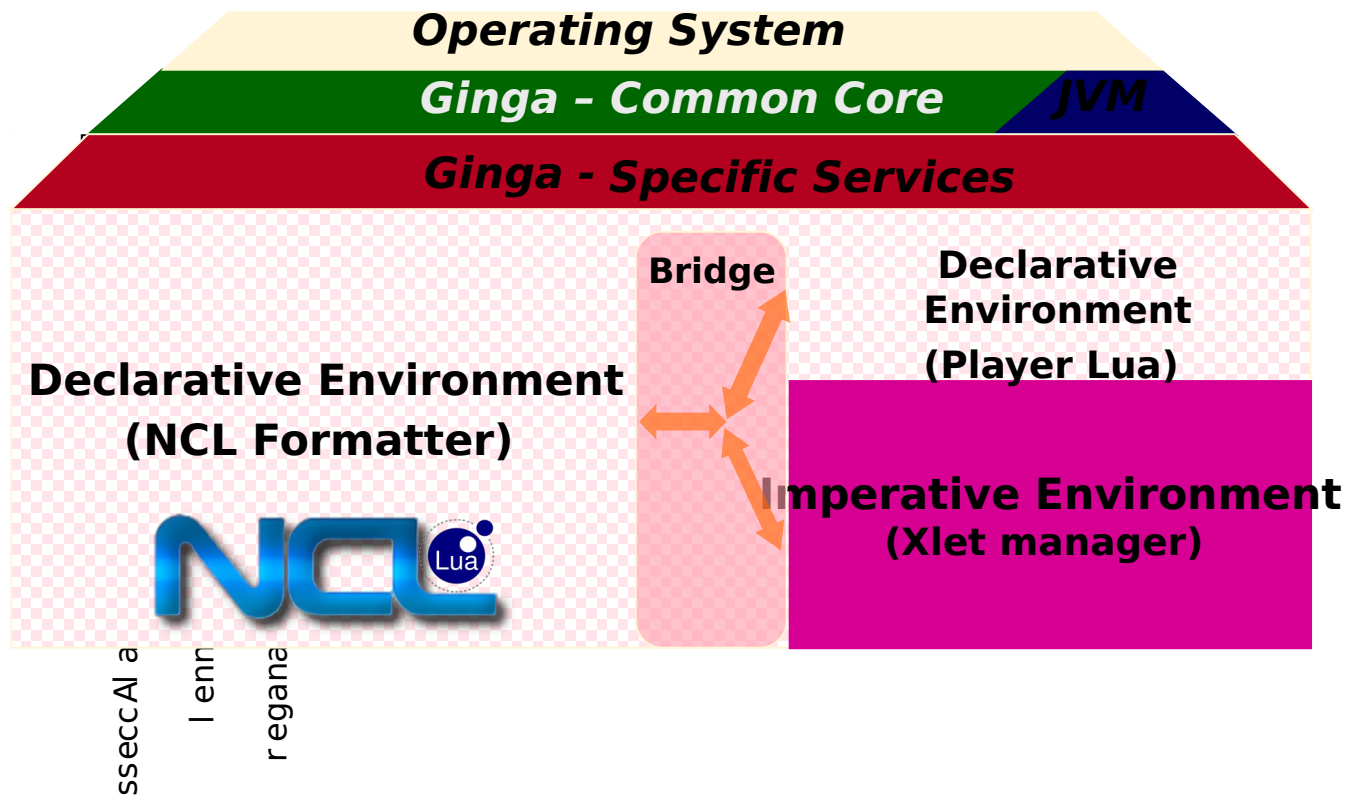 Operating System
Ginga – Common Core
JVM
Ginga - Specific Services
Bridge
Declarative
Environment
(Player Lua)
Declarative Environment
(NCL Formatter)
Imperative Environment
(Xlet manager)
NCL
Lua